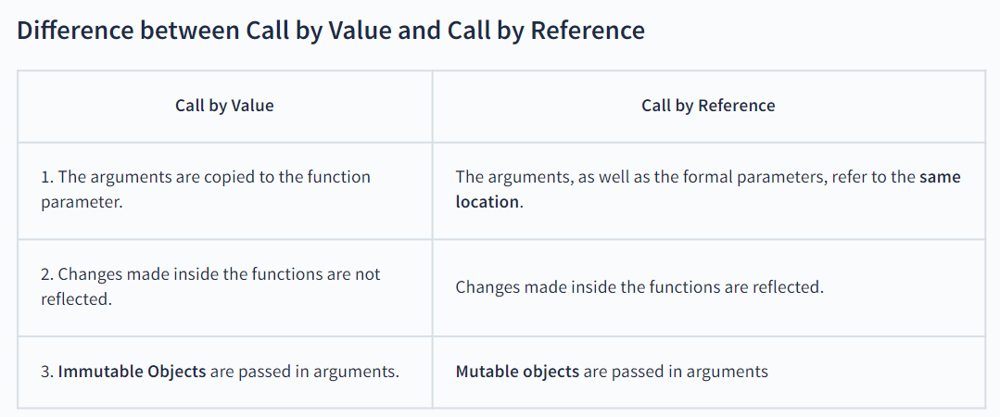 Difference between Call by Value and Call by Reference
Call by Value
Call by Reference
1. The arguments are copied to the function
parameter.
The arguments, as well as the formal parameters, refer to the same
location.
2. Changes made inside the functions are not
reflected.
Changes made inside the functions are reflected.
3. Immutable Objects are passed in arguments.
Mutable objects are passed in arguments